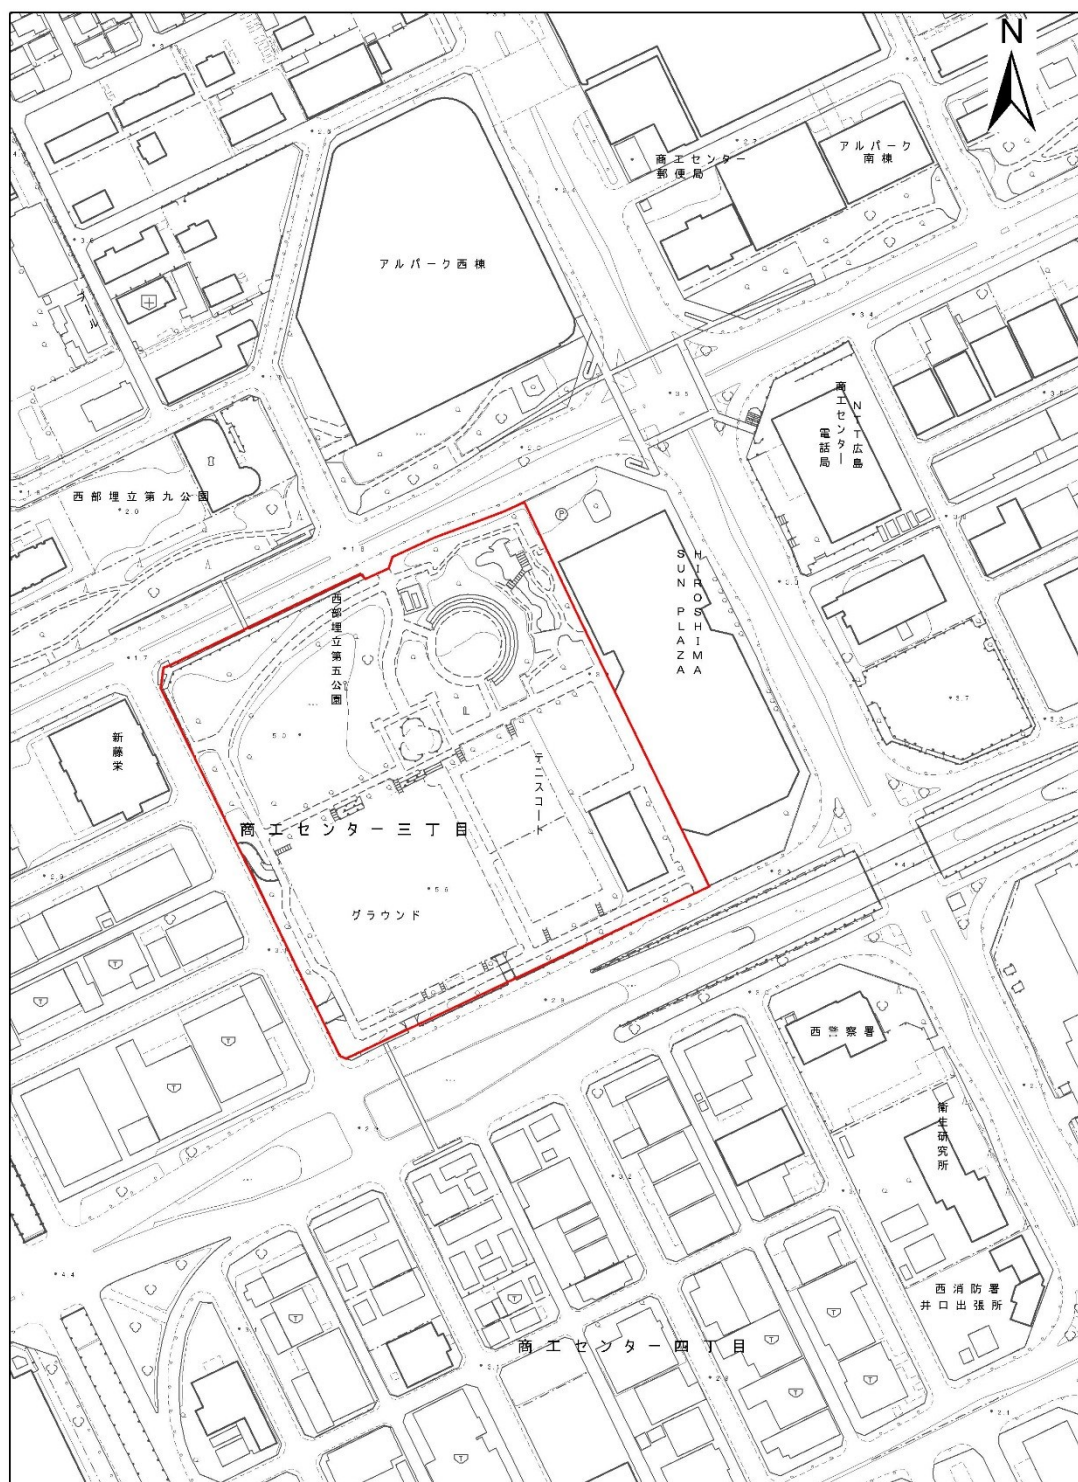 N
アルパーク
南棟
商工センター
郵便局
アルパーク西棟
プール
NTT広島
商工センター
電話局
西部埋立第九公園
HIROSHIMA
SUN PLAZA
西部埋立第五公園
新藤栄
テニスコート
商工センター三丁目
グラウンド
西警察署
衛生研究所
西消防署
井口出張所
商工センター四丁目